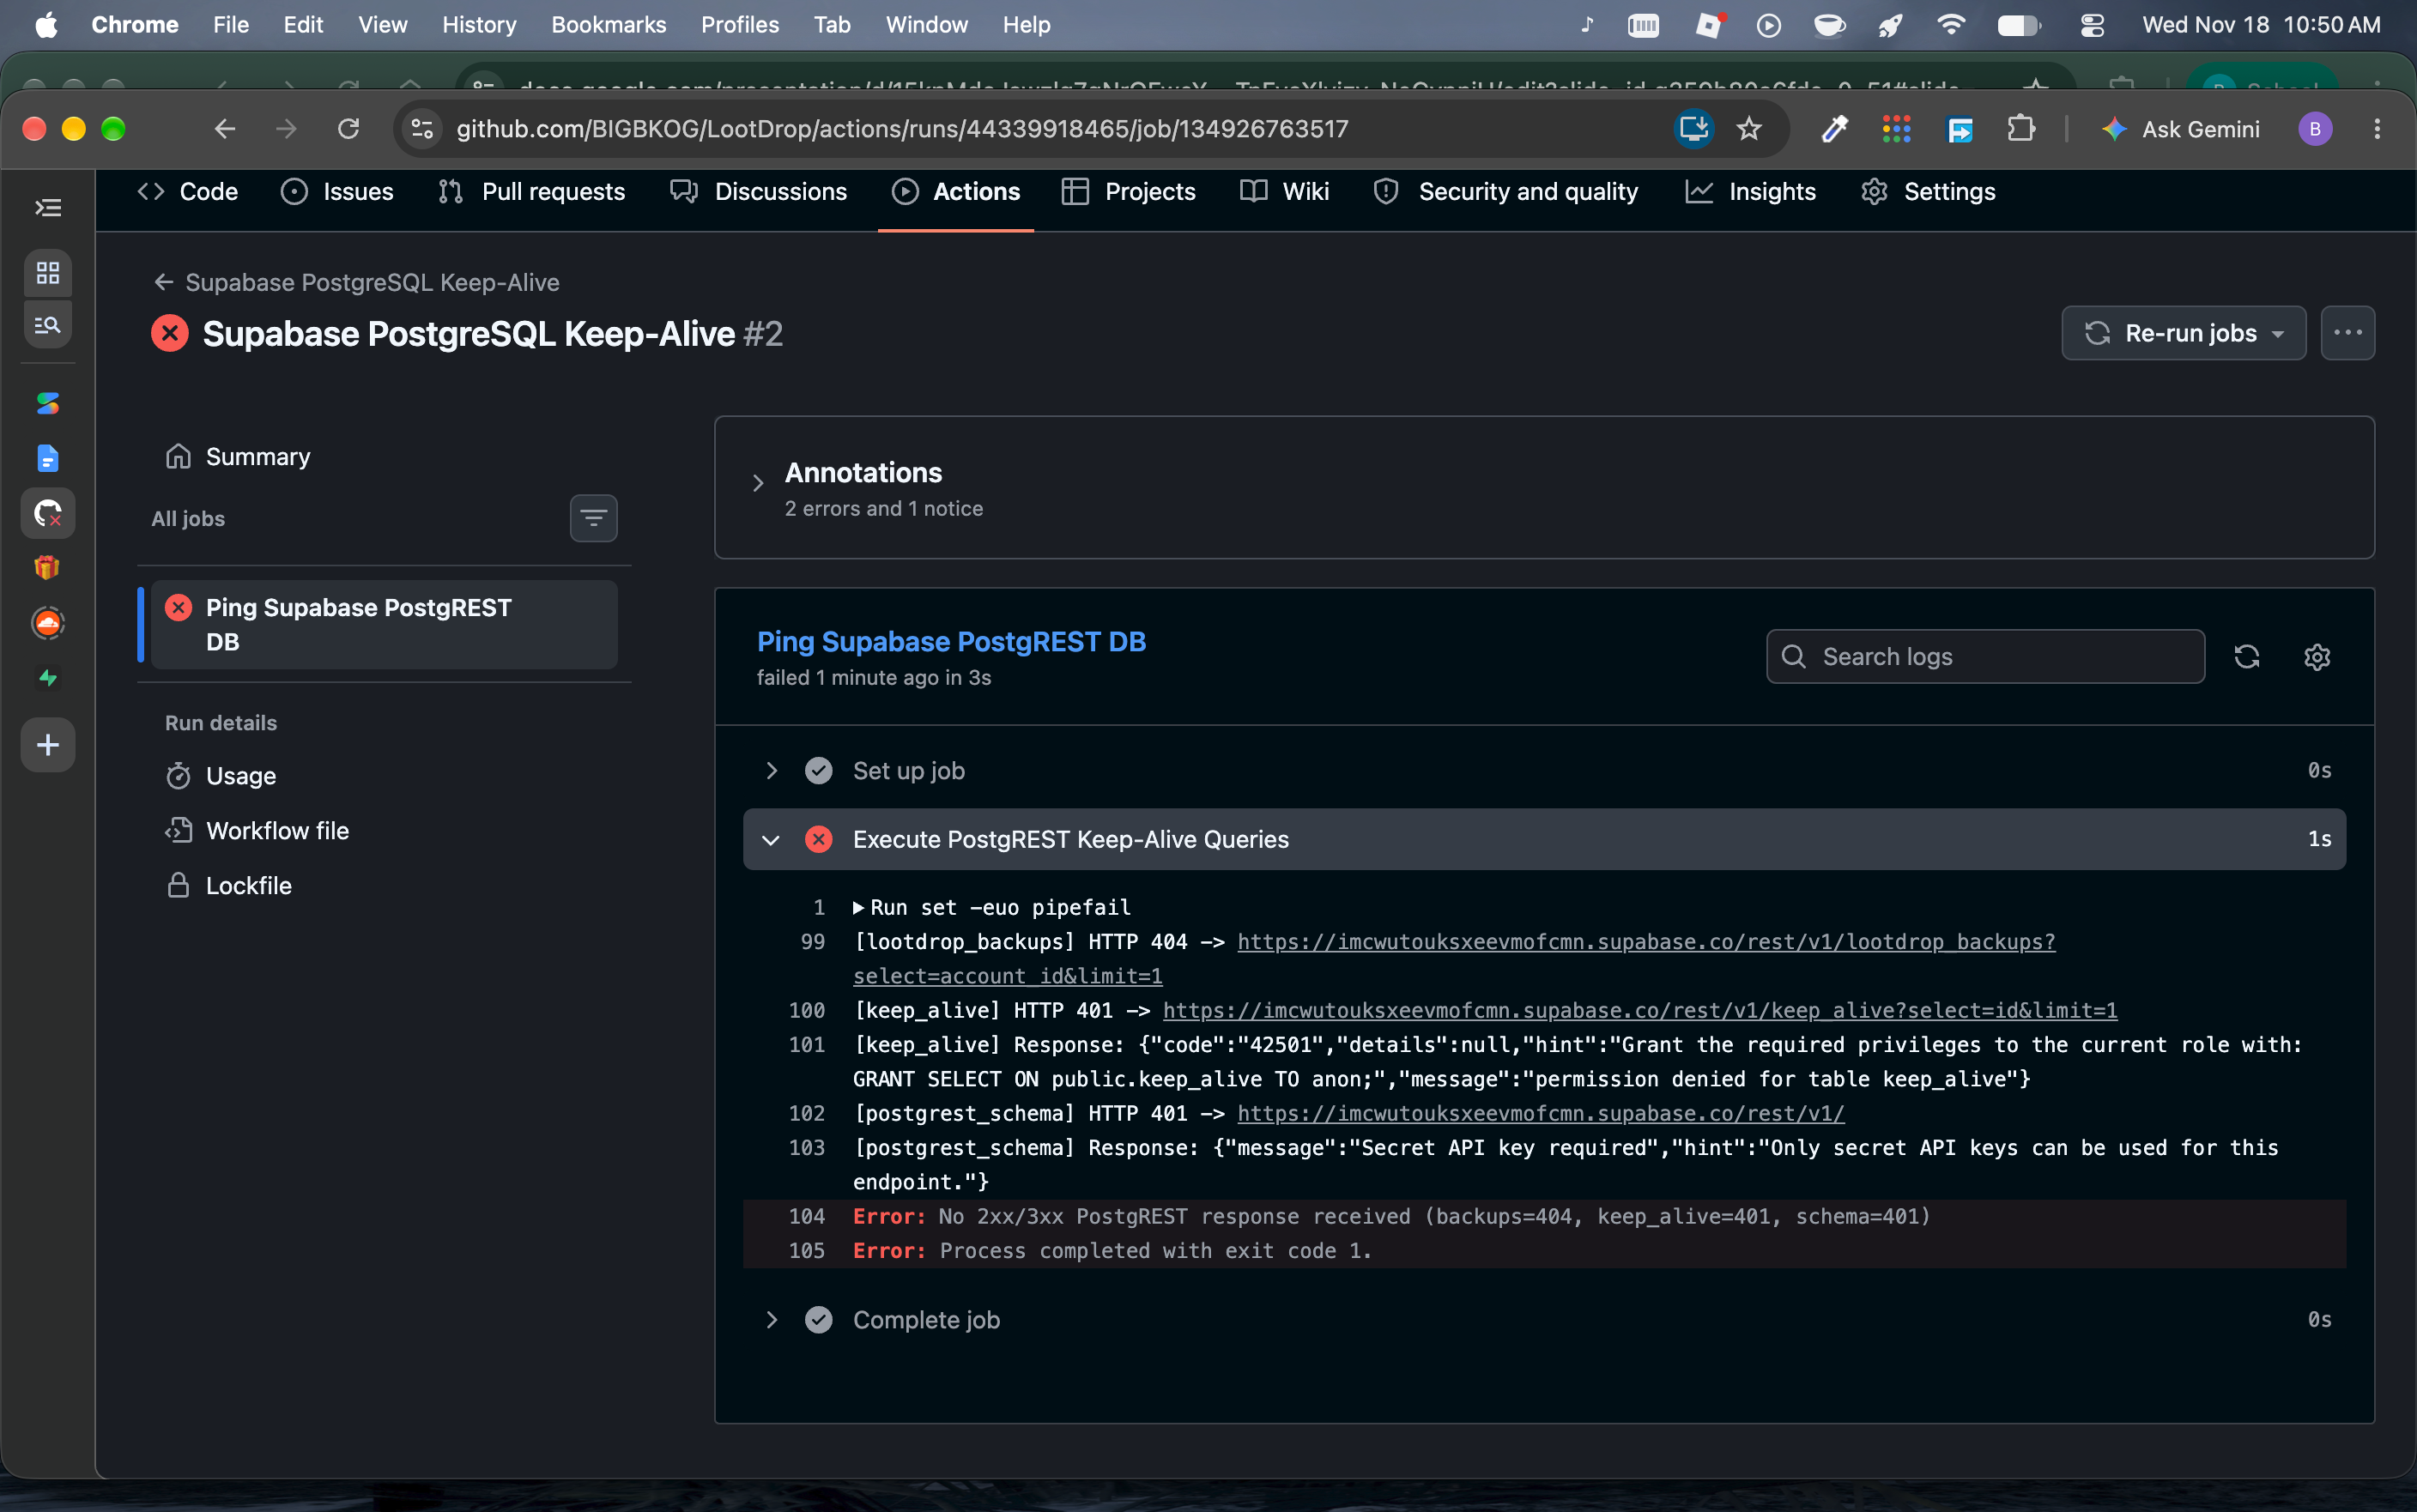 Chrome File Edit View History Bookmarks Profiles Tab Window Help Wed Nov 18 10:50 AM
github.com/BIGBKOG/LootDrop/actions/runs/44339918465/job/134926763517 Ask Gemini B
Code Issues Pull requests Discussions Actions Projects Wiki Security and quality Insights Settings
Supabase PostgreSQL Keep-Alive
Supabase PostgreSQL Keep-Alive #2
Re-run jobs
Summary
All jobs
Ping Supabase PostgREST
DB
Run details
Usage
Workflow file
Lockfile
Annotations
2 errors and 1 notice
Ping Supabase PostgREST DB
failed 1 minute ago in 3s
Search logs
Set up job 0s
Execute PostgREST Keep-Alive Queries 1s
1 Run set -euo pipefail
99 [lootdrop_backups] HTTP 404 -> https://imcwutouksxeevmofcmn.supabase.co/rest/v1/lootdrop_backups?
select=account_id&limit=1
100 [keep_alive] HTTP 401 -> https://imcwutouksxeevmofcmn.supabase.co/rest/v1/keep_alive?select=id&limit=1
101 [keep_alive] Response: {"code":"42501","details":null,"hint":"Grant the required privileges to the current role with:
GRANT SELECT ON public.keep_alive TO anon;","message":"permission denied for table keep_alive"}
102 [postgrest_schema] HTTP 401 -> https://imcwutouksxeevmofcmn.supabase.co/rest/v1/
103 [postgrest_schema] Response: {"message":"Secret API key required","hint":"Only secret API keys can be used for this
endpoint."}
104 Error: No 2xx/3xx PostgREST response received (backups=404, keep_alive=401, schema=401)
105 Error: Process completed with exit code 1.
Complete job 0s